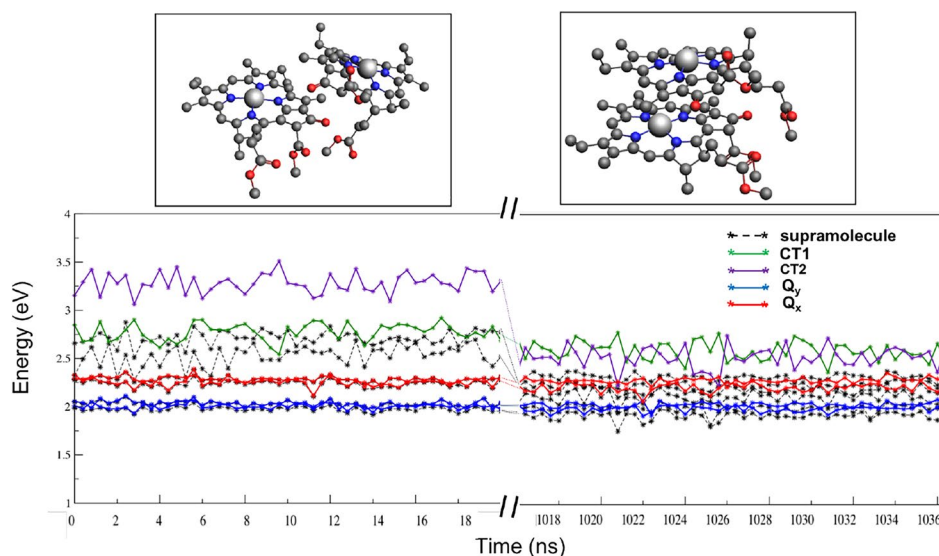 //
4
3.5
3
2.5
2
1.5
1
Energy (eV)
supramolecule
CT1
CT2
Qy
Qx
0 2 4 6 8 10 12 14 16 18 // 1018 1020 1022 1024 1026 1028 1030 1032 1034 1036
Time (ns)